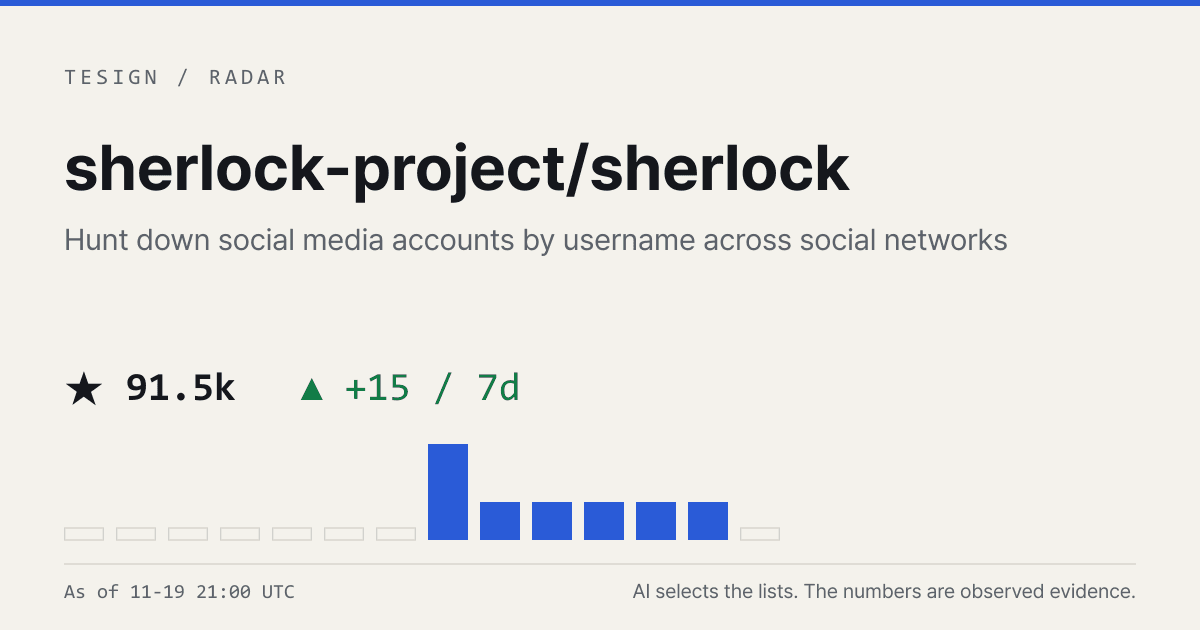 TESIGN / RADAR
sherlock-project/sherlock
Hunt down social media accounts by username across social networks
★ 91.5k ▲ +15 / 7d
As of 11-19 21:00 UTC
AI selects the lists. The numbers are observed evidence.